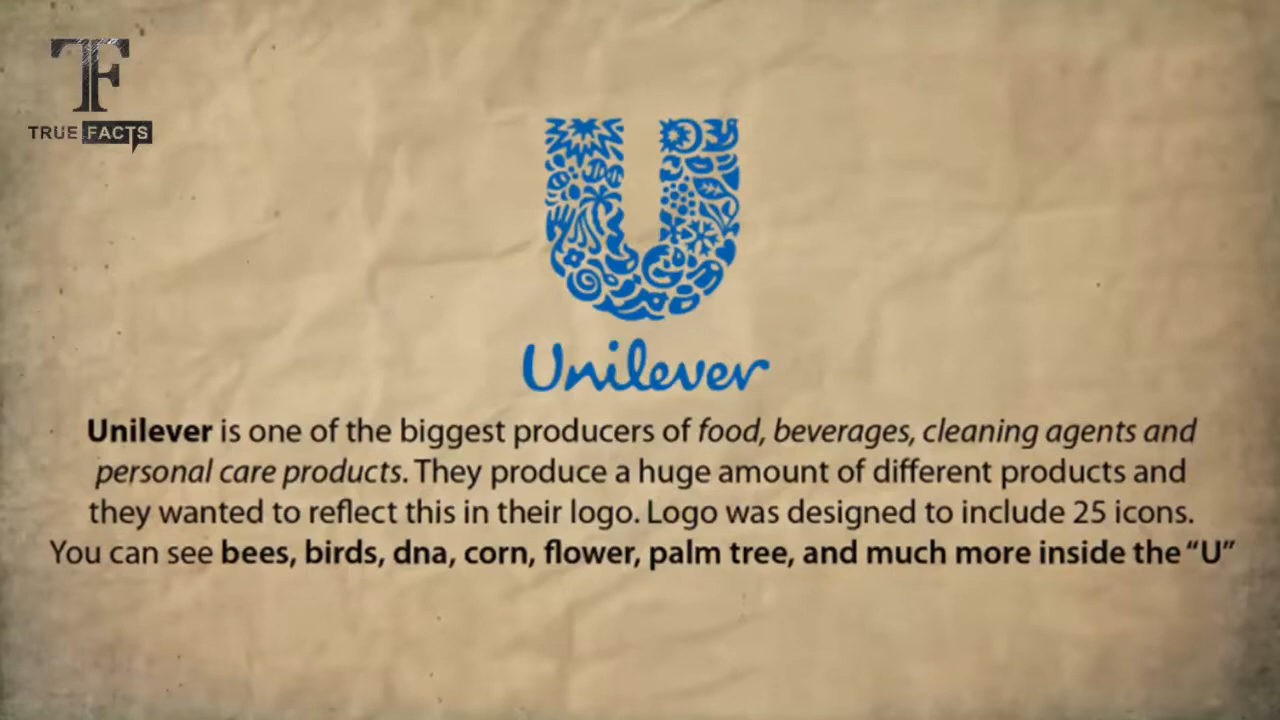 TF
TRUE FACTS
Unilever
Unilever is one of the biggest producers of food, beverages, cleaning agents and
personal care products. They produce a huge amount of different products and
they wanted to reflect this in their logo. Logo was designed to include 25 icons.
You can see bees, birds, dna, corn, flower, palm tree, and much more inside the “U”